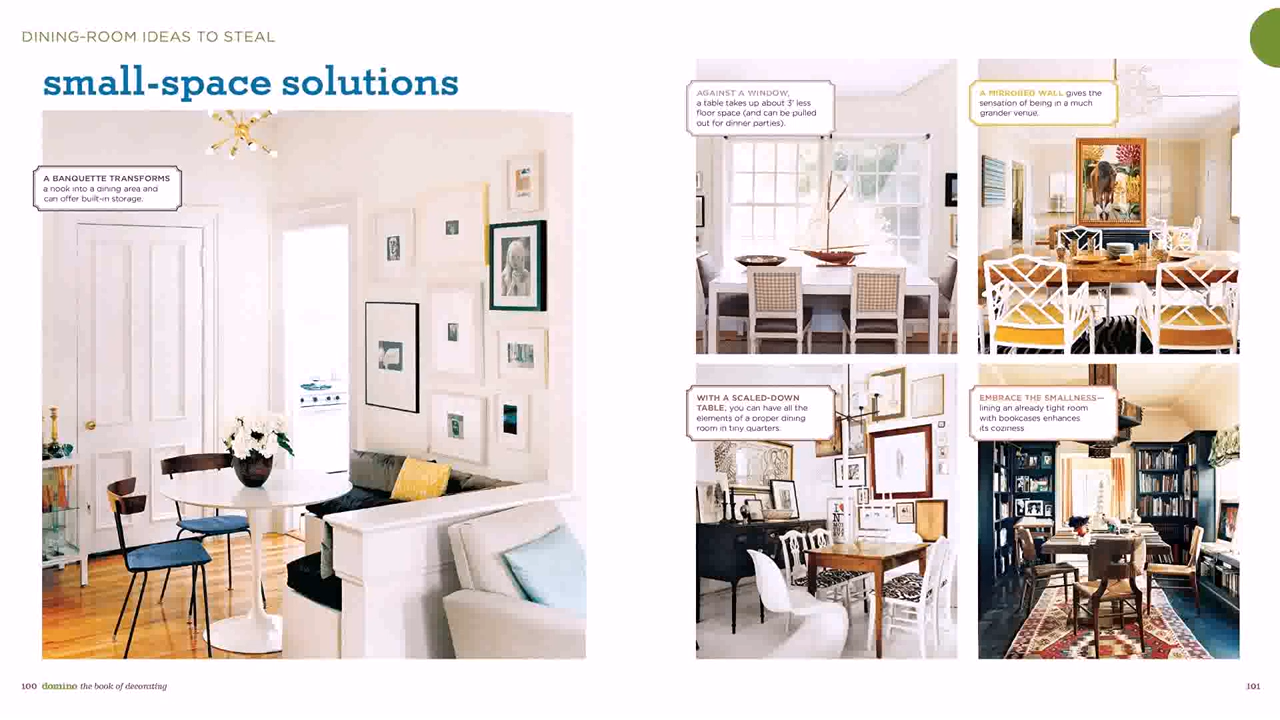 DINING-ROOM IDEAS TO STEAL
small-space solutions
A BANQUETTE TRANSFORMS
a nook into a dining area and
can offer built-in storage.
AGAINST A WINDOW,
a table takes up about 3' less
floor space (and can be pulled
out for dinner parties).
A MIRRORED WALL gives the
sensation of being in a much
grander venue.
WITH A SCALED-DOWN
TABLE, you can have all the
elements of a proper dining
room in tiny quarters.
EMBRACE THE SMALLNESS—
lining an already tight room
with bookcases enhances
its coziness
100 domino the book of decorating
101